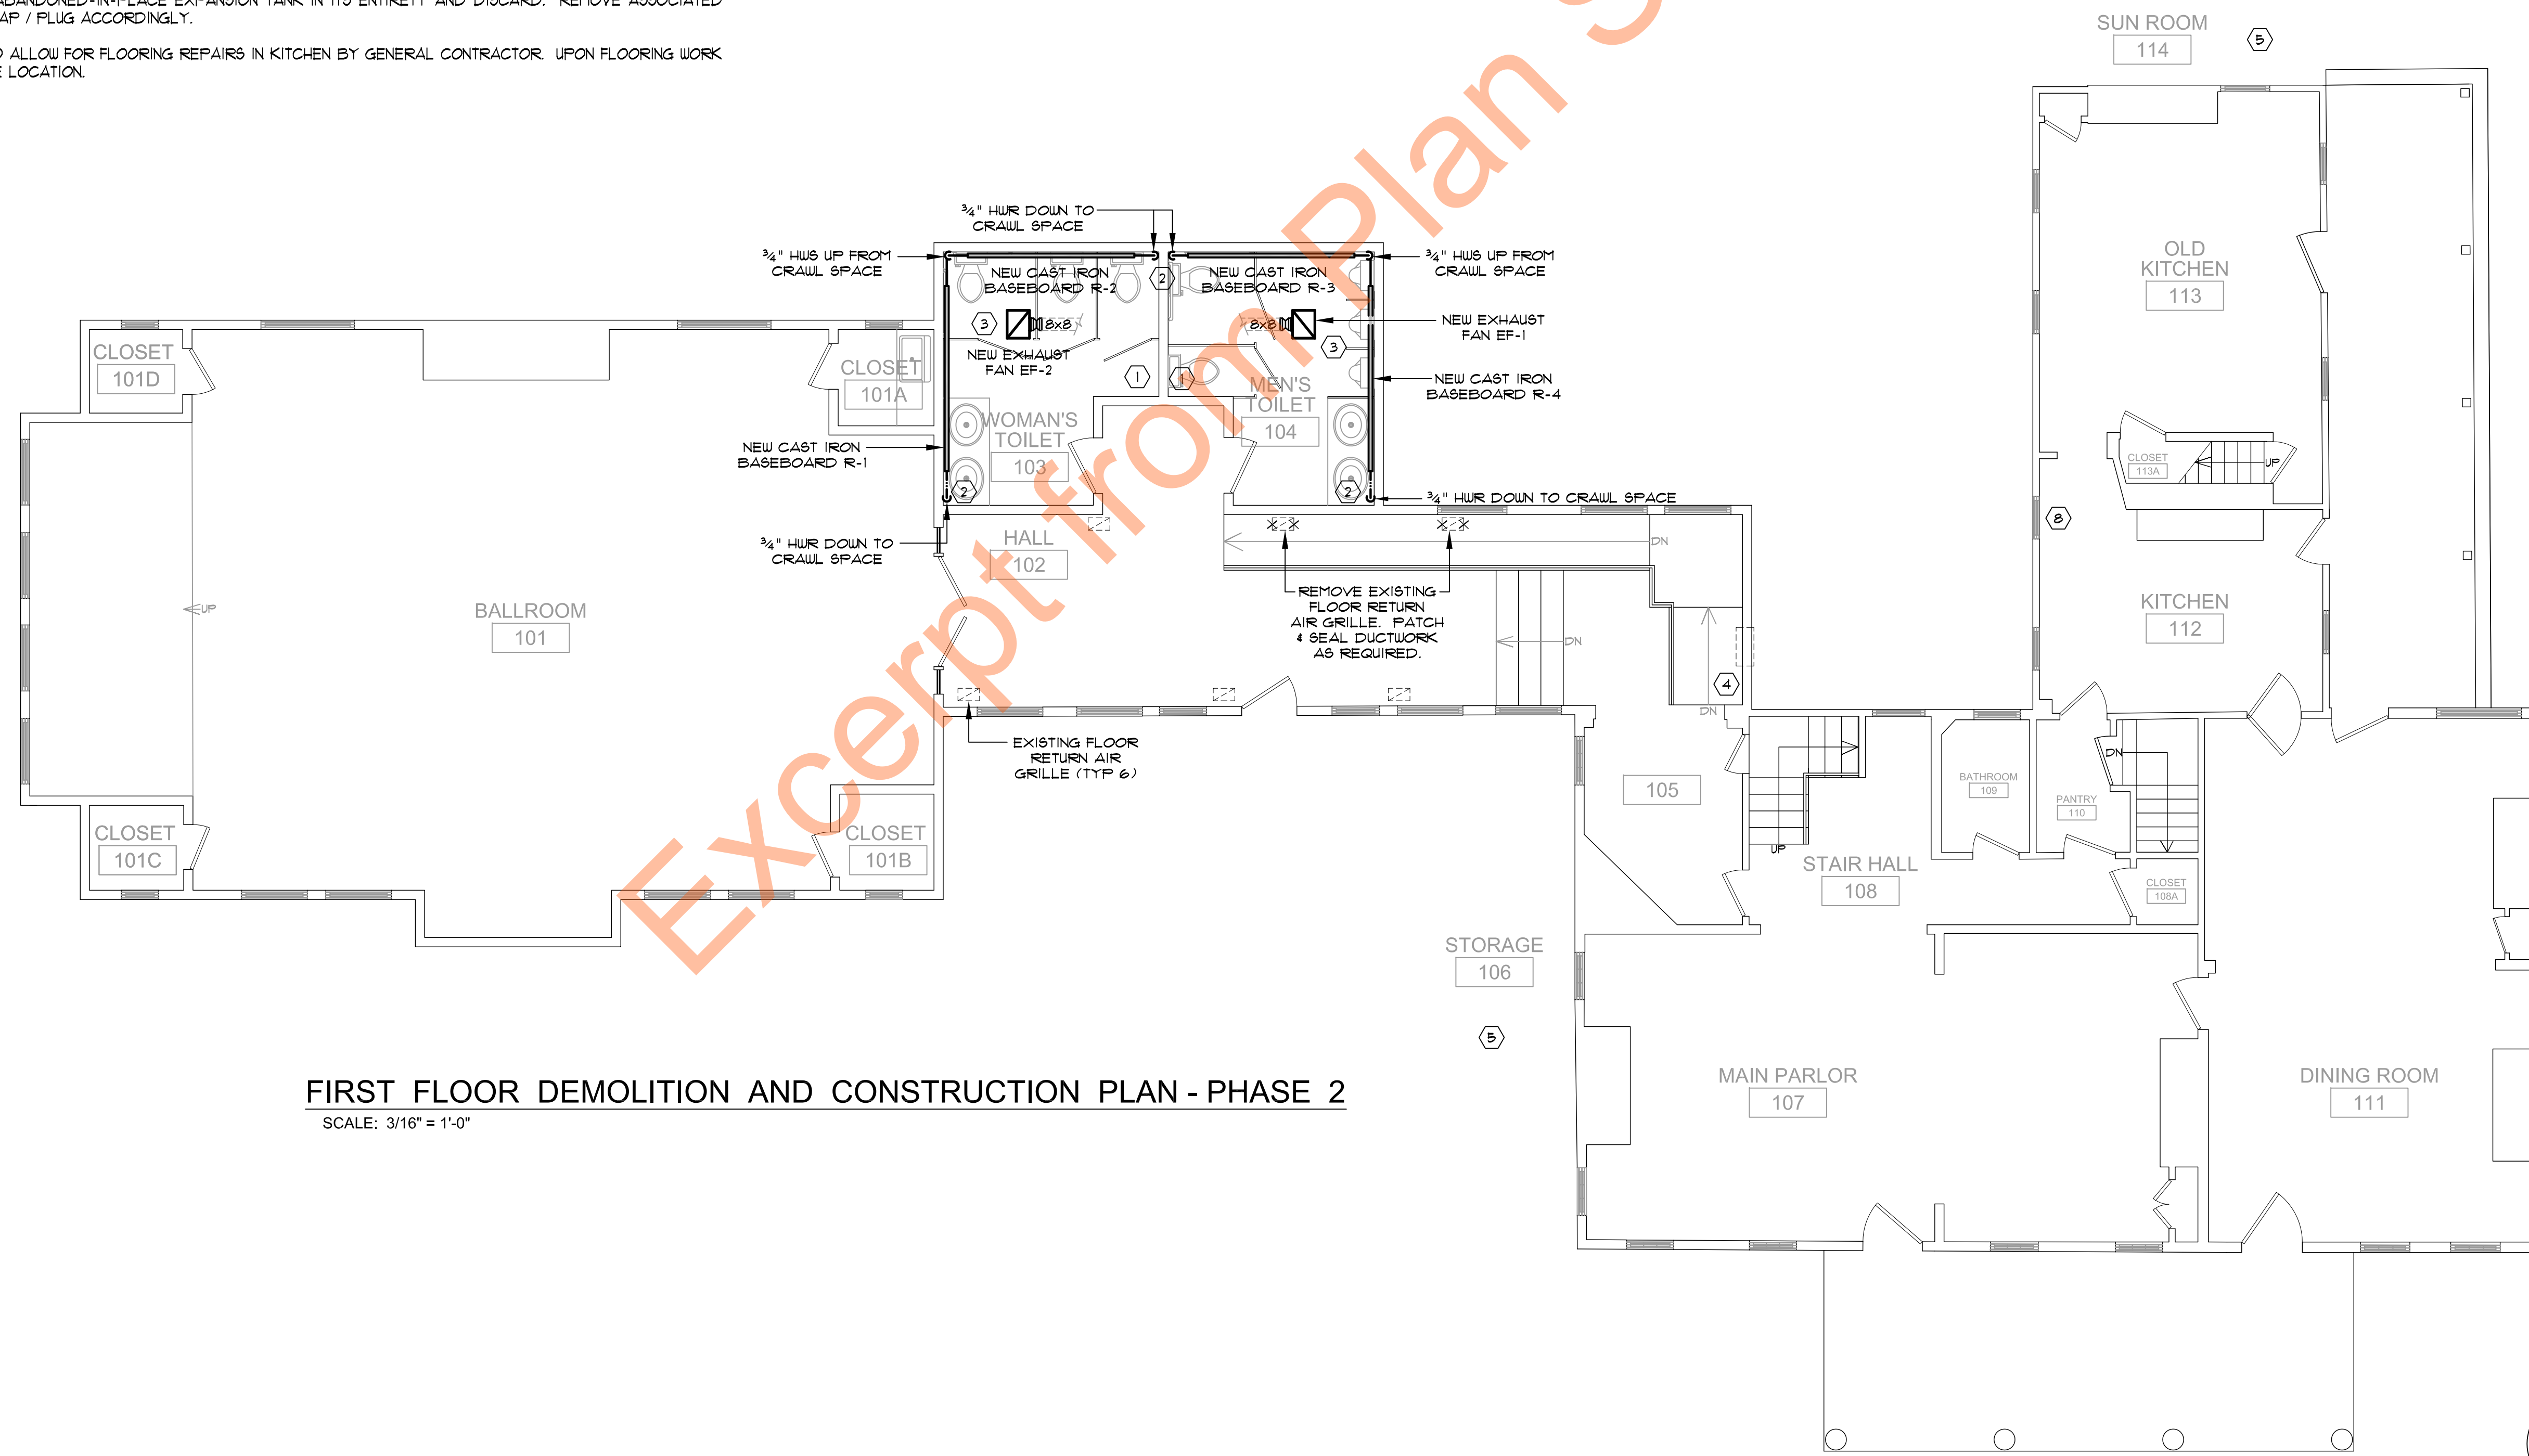 ABANDONED-IN-PLACE EXPANSION TANK IN ITS ENTIRETY AND DISCARD. REMOVE ASSOCIATED
AP / PLUG ACCORDINGLY.
O ALLOW FOR FLOORING REPAIRS IN KITCHEN BY GENERAL CONTRACTOR. UPON FLOORING WORK
E LOCATION.
SUN ROOM
114
5
3/4" HWR DOWN TO
CRAWL SPACE
3/4" HWS UP FROM
CRAWL SPACE
3/4" HWS UP FROM
CRAWL SPACE
NEW CAST IRON
BASEBOARD R-2
2
NEW CAST IRON
BASEBOARD R-3
OLD
KITCHEN
113
3
8x8
8x8
NEW EXHAUST
FAN EF-1
3
NEW EXHAUST
FAN EF-2
1
1
CLOSET
101D
CLOSET
101A
NEW CAST IRON
BASEBOARD R-4
MEN'S
TOILET
104
WOMAN'S
TOILET
103
NEW CAST IRON
BASEBOARD R-1
2
2
3/4" HWR DOWN TO CRAWL SPACE
CLOSET
113A
UP
8
3/4" HWR DOWN TO
CRAWL SPACE
HALL
102
DN
REMOVE EXISTING
FLOOR RETURN
AIR GRILLE. PATCH
& SEAL DUCTWORK
AS REQUIRED.
DN
UP
BALLROOM
101
KITCHEN
112
4
DN
EXISTING FLOOR
RETURN AIR
GRILLE (TYP 6)
DN
105
BATHROOM
109
PANTRY
110
CLOSET
101C
CLOSET
101B
UP
STAIR HALL
108
CLOSET
108A
STORAGE
106
5
MAIN PARLOR
107
DINING ROOM
111
FIRST FLOOR DEMOLITION AND CONSTRUCTION PLAN - PHASE 2
SCALE: 3/16" = 1'-0"
Excerpt from Plan S